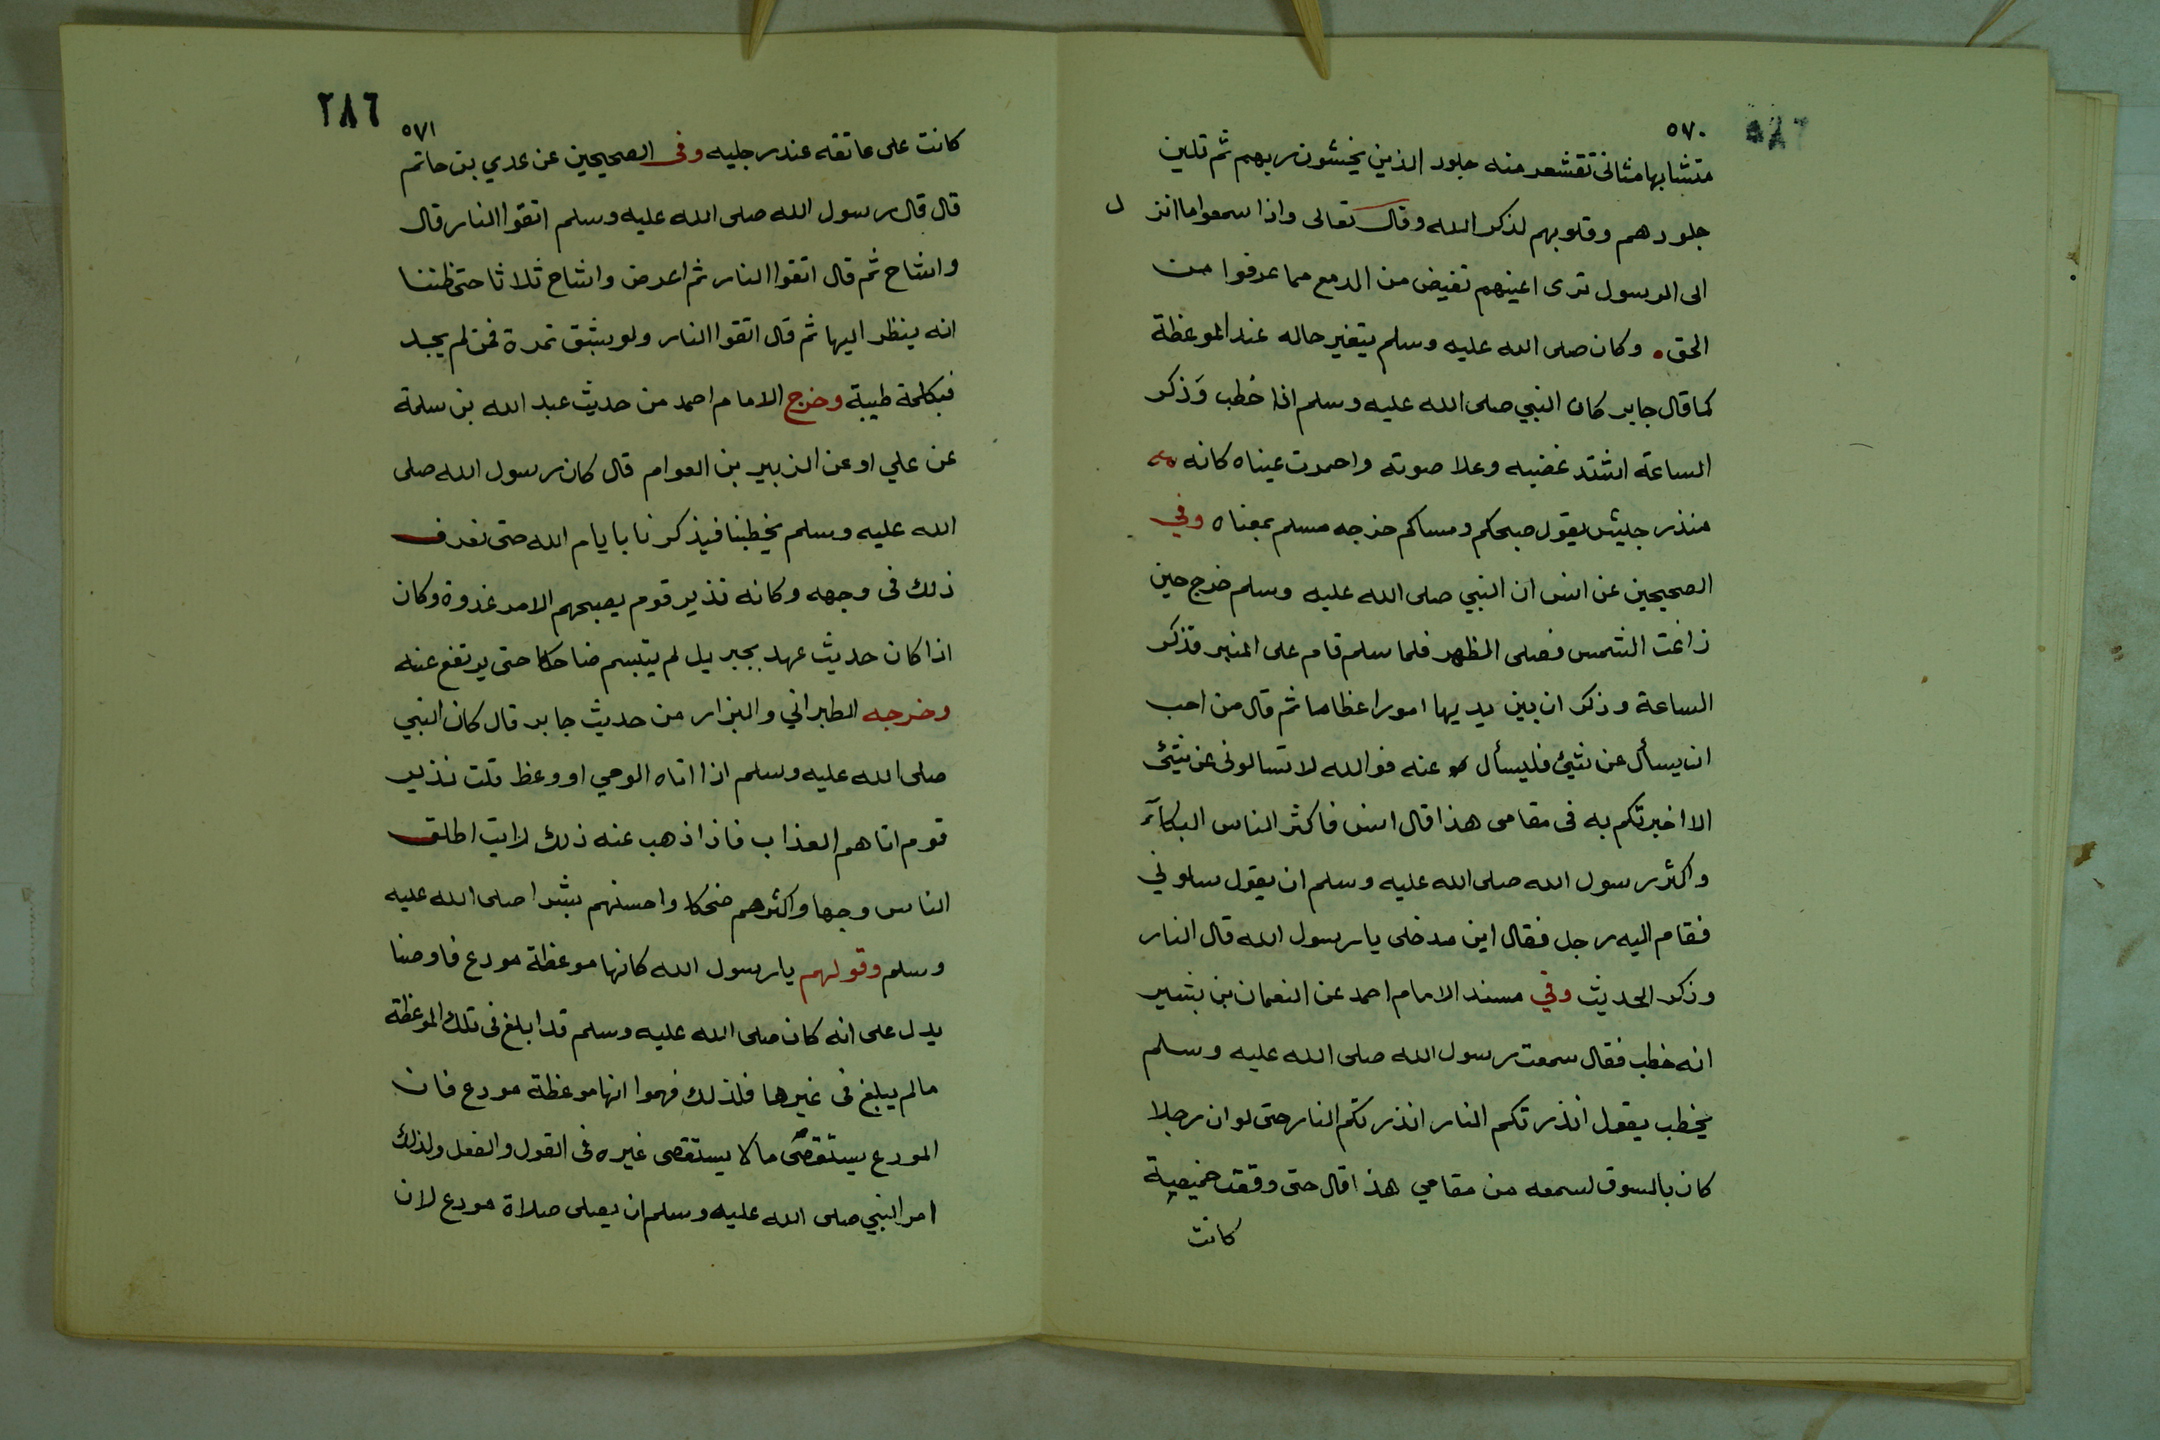 ٥٧٠
متشابها مثاني تقشعر منه جلود الذين يخشون ربهم ثم تلين
جلودهم وقلوبهم لذكر الله وقال تعالى واذا سمعوا ما انزل
الى الرسول ترى اعينهم تفيض من الدمع مما عرفوا من
الحق . وكان صلى الله عليه وسلم يتغير حاله عند الموعظة
كما قال جابر كان النبي صلى الله عليه وسلم اذا خطب وَذكر
الساعة اشتد غضبه وعلا صوته واحمرت عيناه كانه
منذر جيش يقول صبحكم ومساكم خرجه مسلم بمعناه وفي
الصحيحين عن انس ان النبي صلى الله عليه وسلم خرج حين
زاغت الشمس فصلى الظهر فلما سلم قام على المنبر فذكر
الساعة وذكر ان بين يديها امورا عظاما ثم قال من احب
ان يسأل عن شيئ فليسأل عنه فوالله لا تسالوني عن شيئ
الا اخبرتكم به في مقامي هذا قال انس فاكثر الناس البكآء
واكثر رسول الله صلى الله عليه وسلم ان يقول سلوني
فقام اليه رجل فقال اين مدخلي يا رسول الله قال النار
وذكر الحديث وفي مسند الامام احمد عن النعمان بن بشير
انه خطب فقال سمعت رسول الله صلى الله عليه وسلم
يخطب يقول انذرتكم النار انذرتكم النار حتى لو ان رجلا
كان بالسوق لسمعه من مقامي هذا قال حتى وقعت خميصة
كانت
٢٨٦
٥٧١
كانت على عاتقه عند رجليه وفى الصحيحين عن عدي بن حاتم
قال قال رسول الله صلى الله عليه وسلم اتقوا النار قال
واشاح ثم قال اتقوا النار ثم اعرض واشاح ثلاثا حتى ظننا
انه ينظر اليها ثم قال اتقوا النار ولو بشق تمرة فمن لم يجد
فبكلمة طيبة وخرج الامام احمد من حديث عبد الله بن سلمة
عن علي او عن الزبير بن العوام قال كان رسول الله صلى
الله عليه وسلم يخطبنا فيذكرنا بايام الله حتى نعرف
ذلك فى وجهه وكانه نذير قوم يصبحهم الامر غدوة وكان
اذا كان حديث عهد بجبريل لم يتبسم ضاحكا حتى يرتفع عنه
وخرجه الطبراني والبزار من حديث جابر قال كان النبي
صلى الله عليه وسلم اذا اتاه الوحي او وعظ قلت نذير
قوم اتاهم العذاب فاذا ذهب عنه ذلك رايت اطلق
الناس وجها واكثرهم ضحكا واحسنهم بشرا صلى الله عليه
وسلم وقولهم يا رسول الله كانها موعظة مودع فاوصنا
يدل على انه كان صلى الله عليه وسلم قد ابلغ فى تلك الموعظة
مالم يبلغ فى غيرها فلذلك فهموا انها موعظة مودع فان
المودع يستقصى ما لا يستقصى غيره فى القول والفعل ولذلك
امر النبي صلى الله عليه وسلم ان يصلى صلاة مودع لان